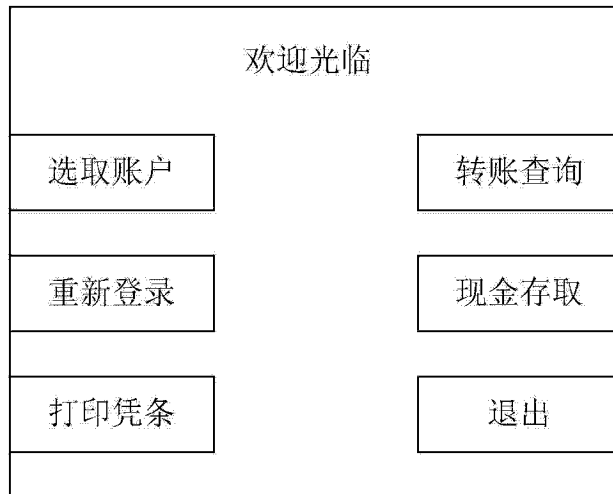 欢迎光临
选取账户
转账查询
重新登录
现金存取
打印凭条
退出